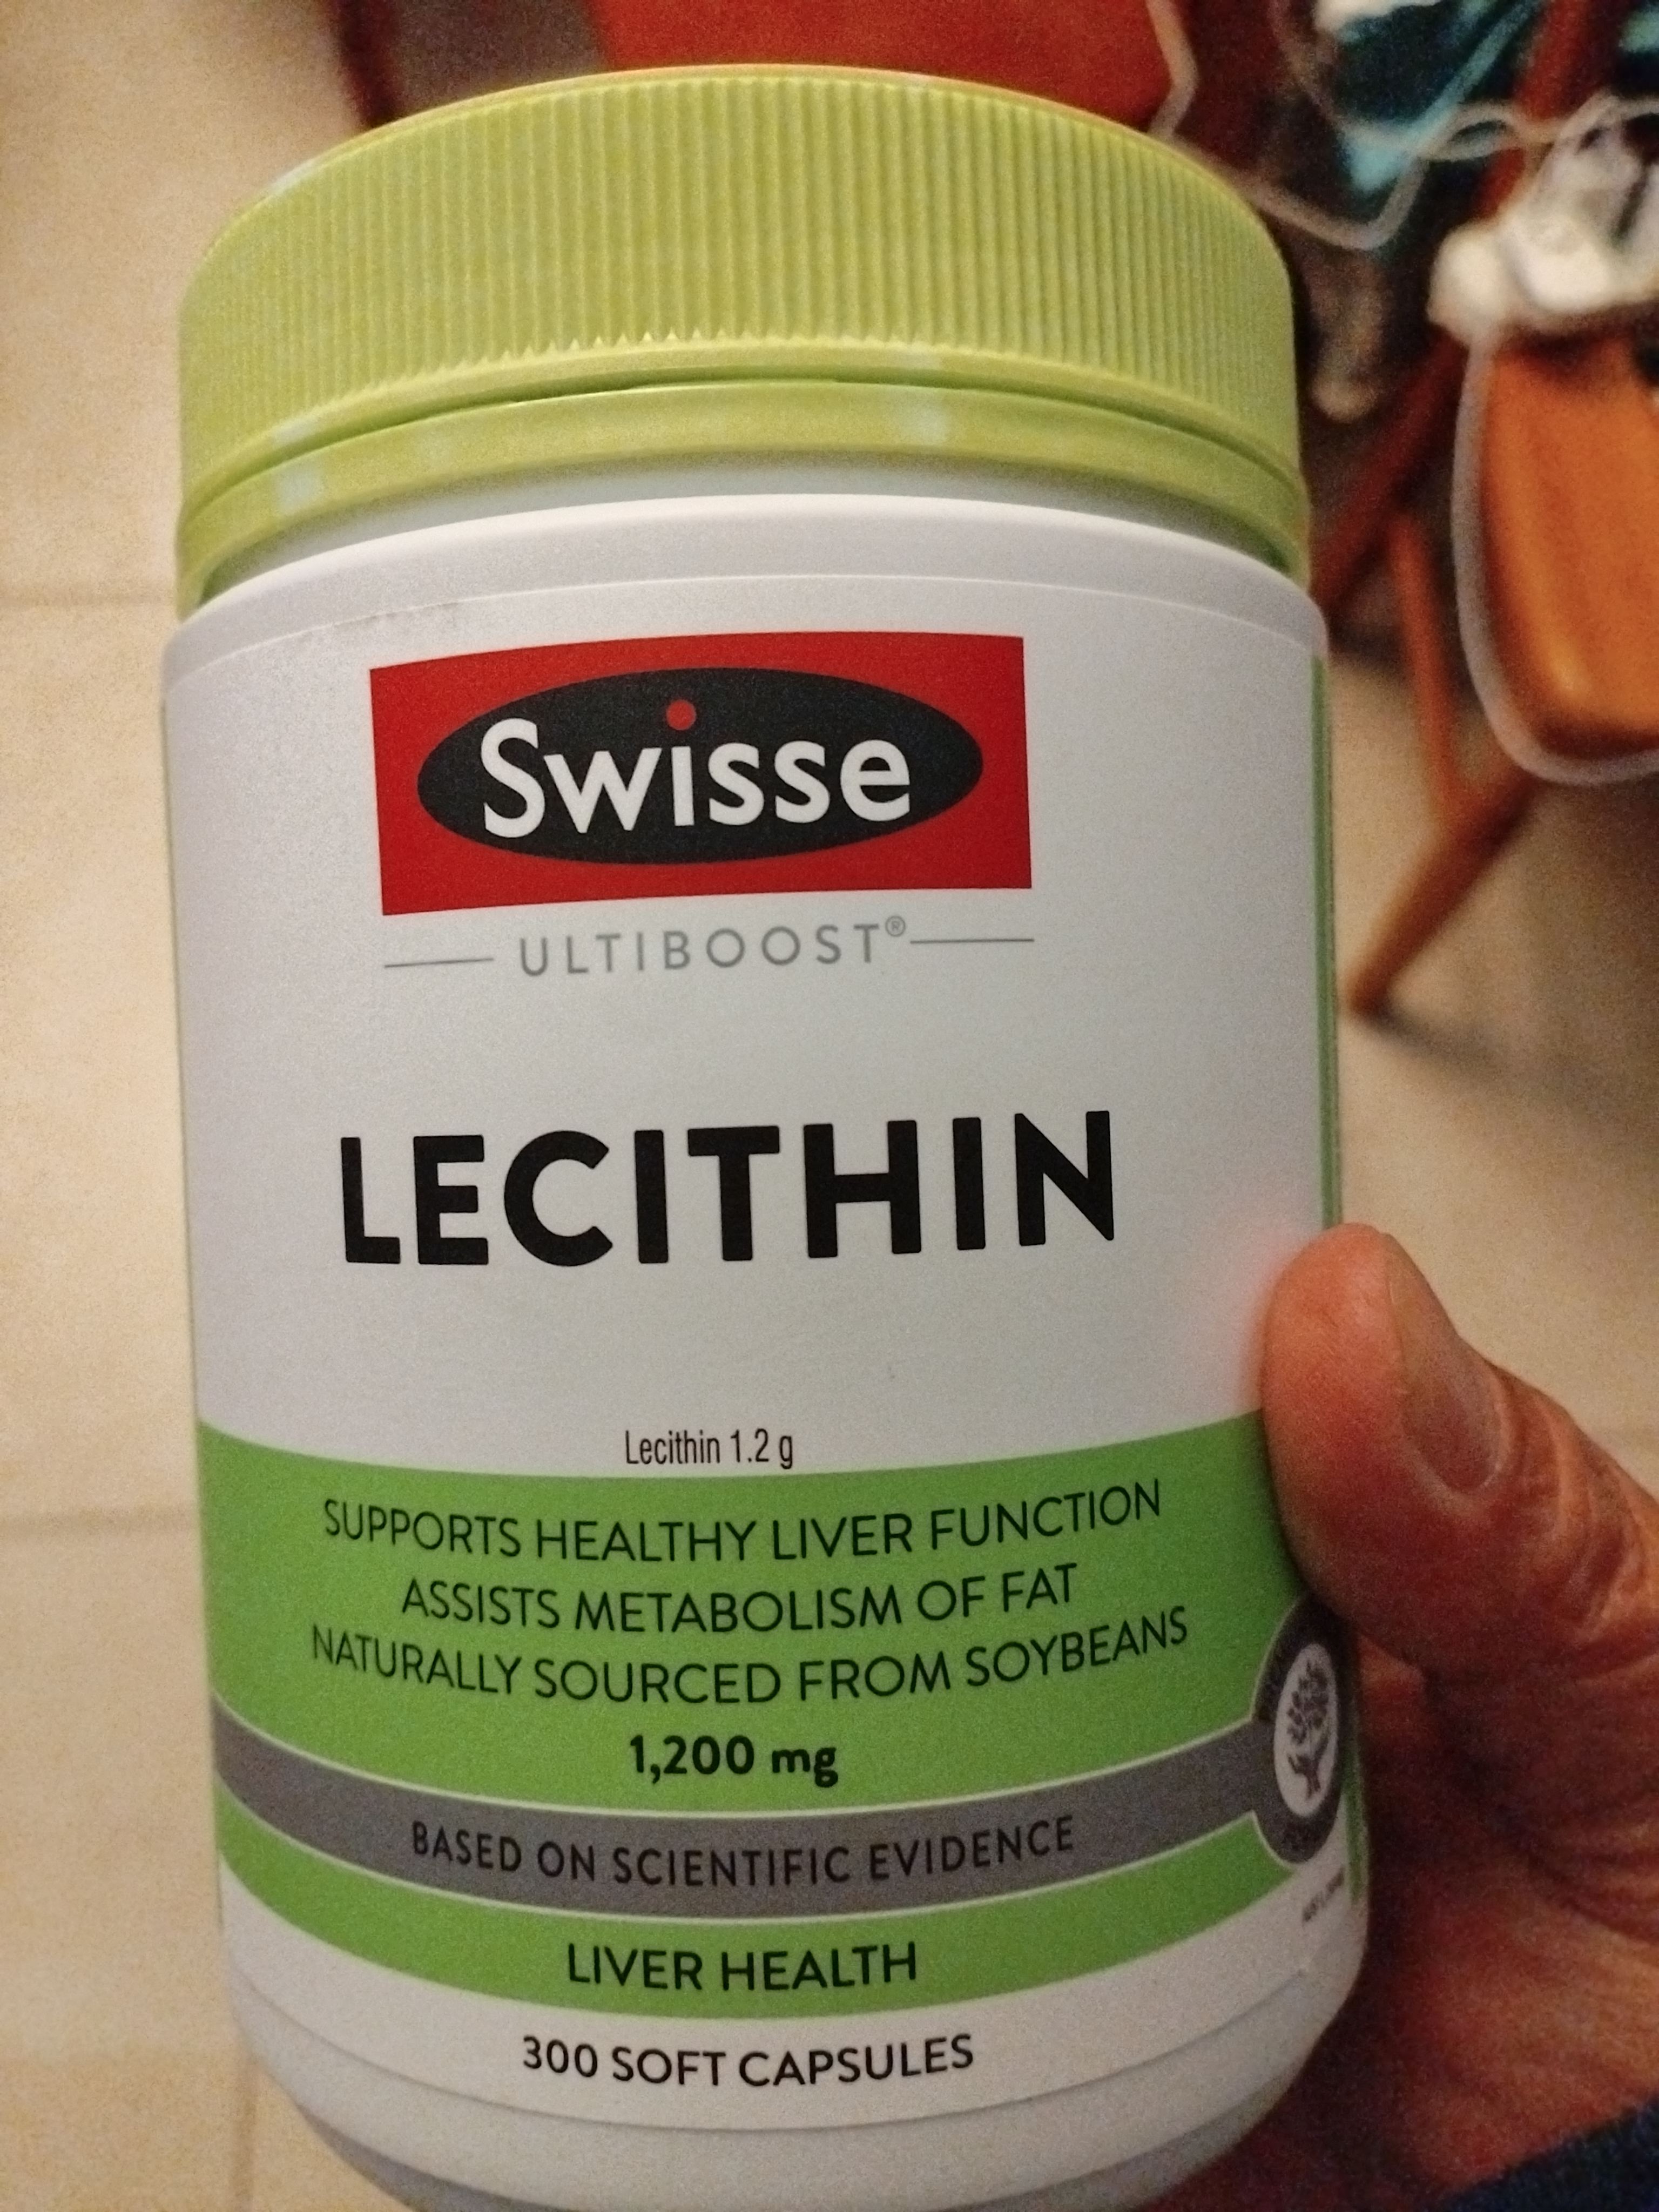 Swisse
ULTIBOOST®
LECITHIN
Lecithin 1.2 g
SUPPORTS HEALTHY LIVER FUNCTION
ASSISTS METABOLISM OF FAT
NATURALLY SOURCED FROM SOYBEANS
1,200 mg
BASED ON SCIENTIFIC EVIDENCE
LIVER HEALTH
300 SOFT CAPSULES